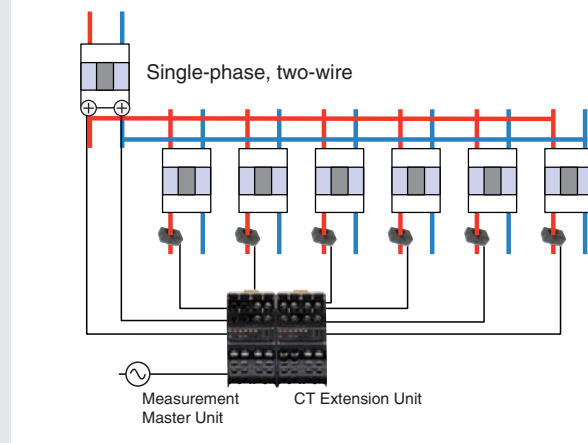 Single-phase, two-wire
Measurement
Master Unit
CT Extension Unit